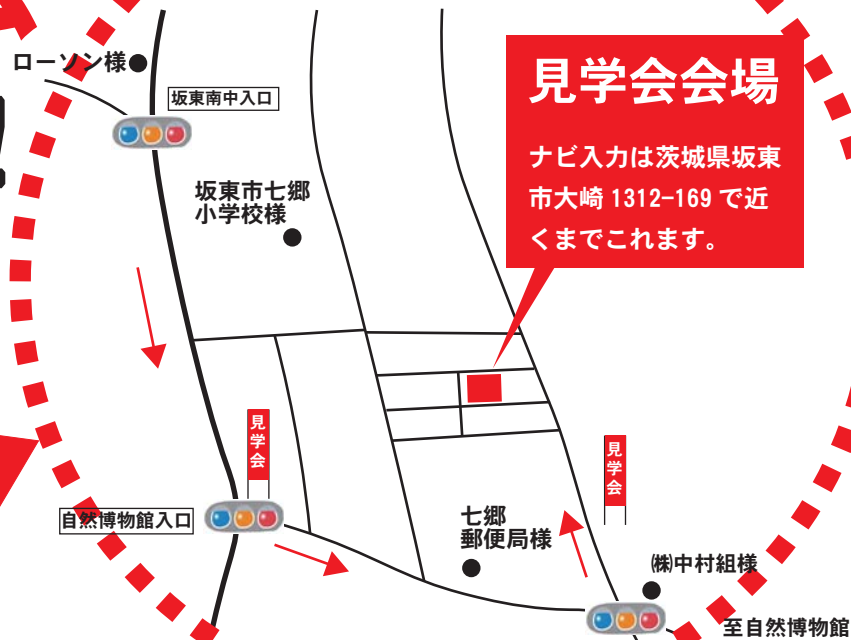 ローソン様
坂東南中入口
坂東市七郷
小学校様
見学会会場
ナビ入力は茨城県坂東
市大崎 1312-169 で近
くまでこれます。
見学会
見学会
自然博物館入口
七郷
郵便局様
㈱中村組様
至自然博物館